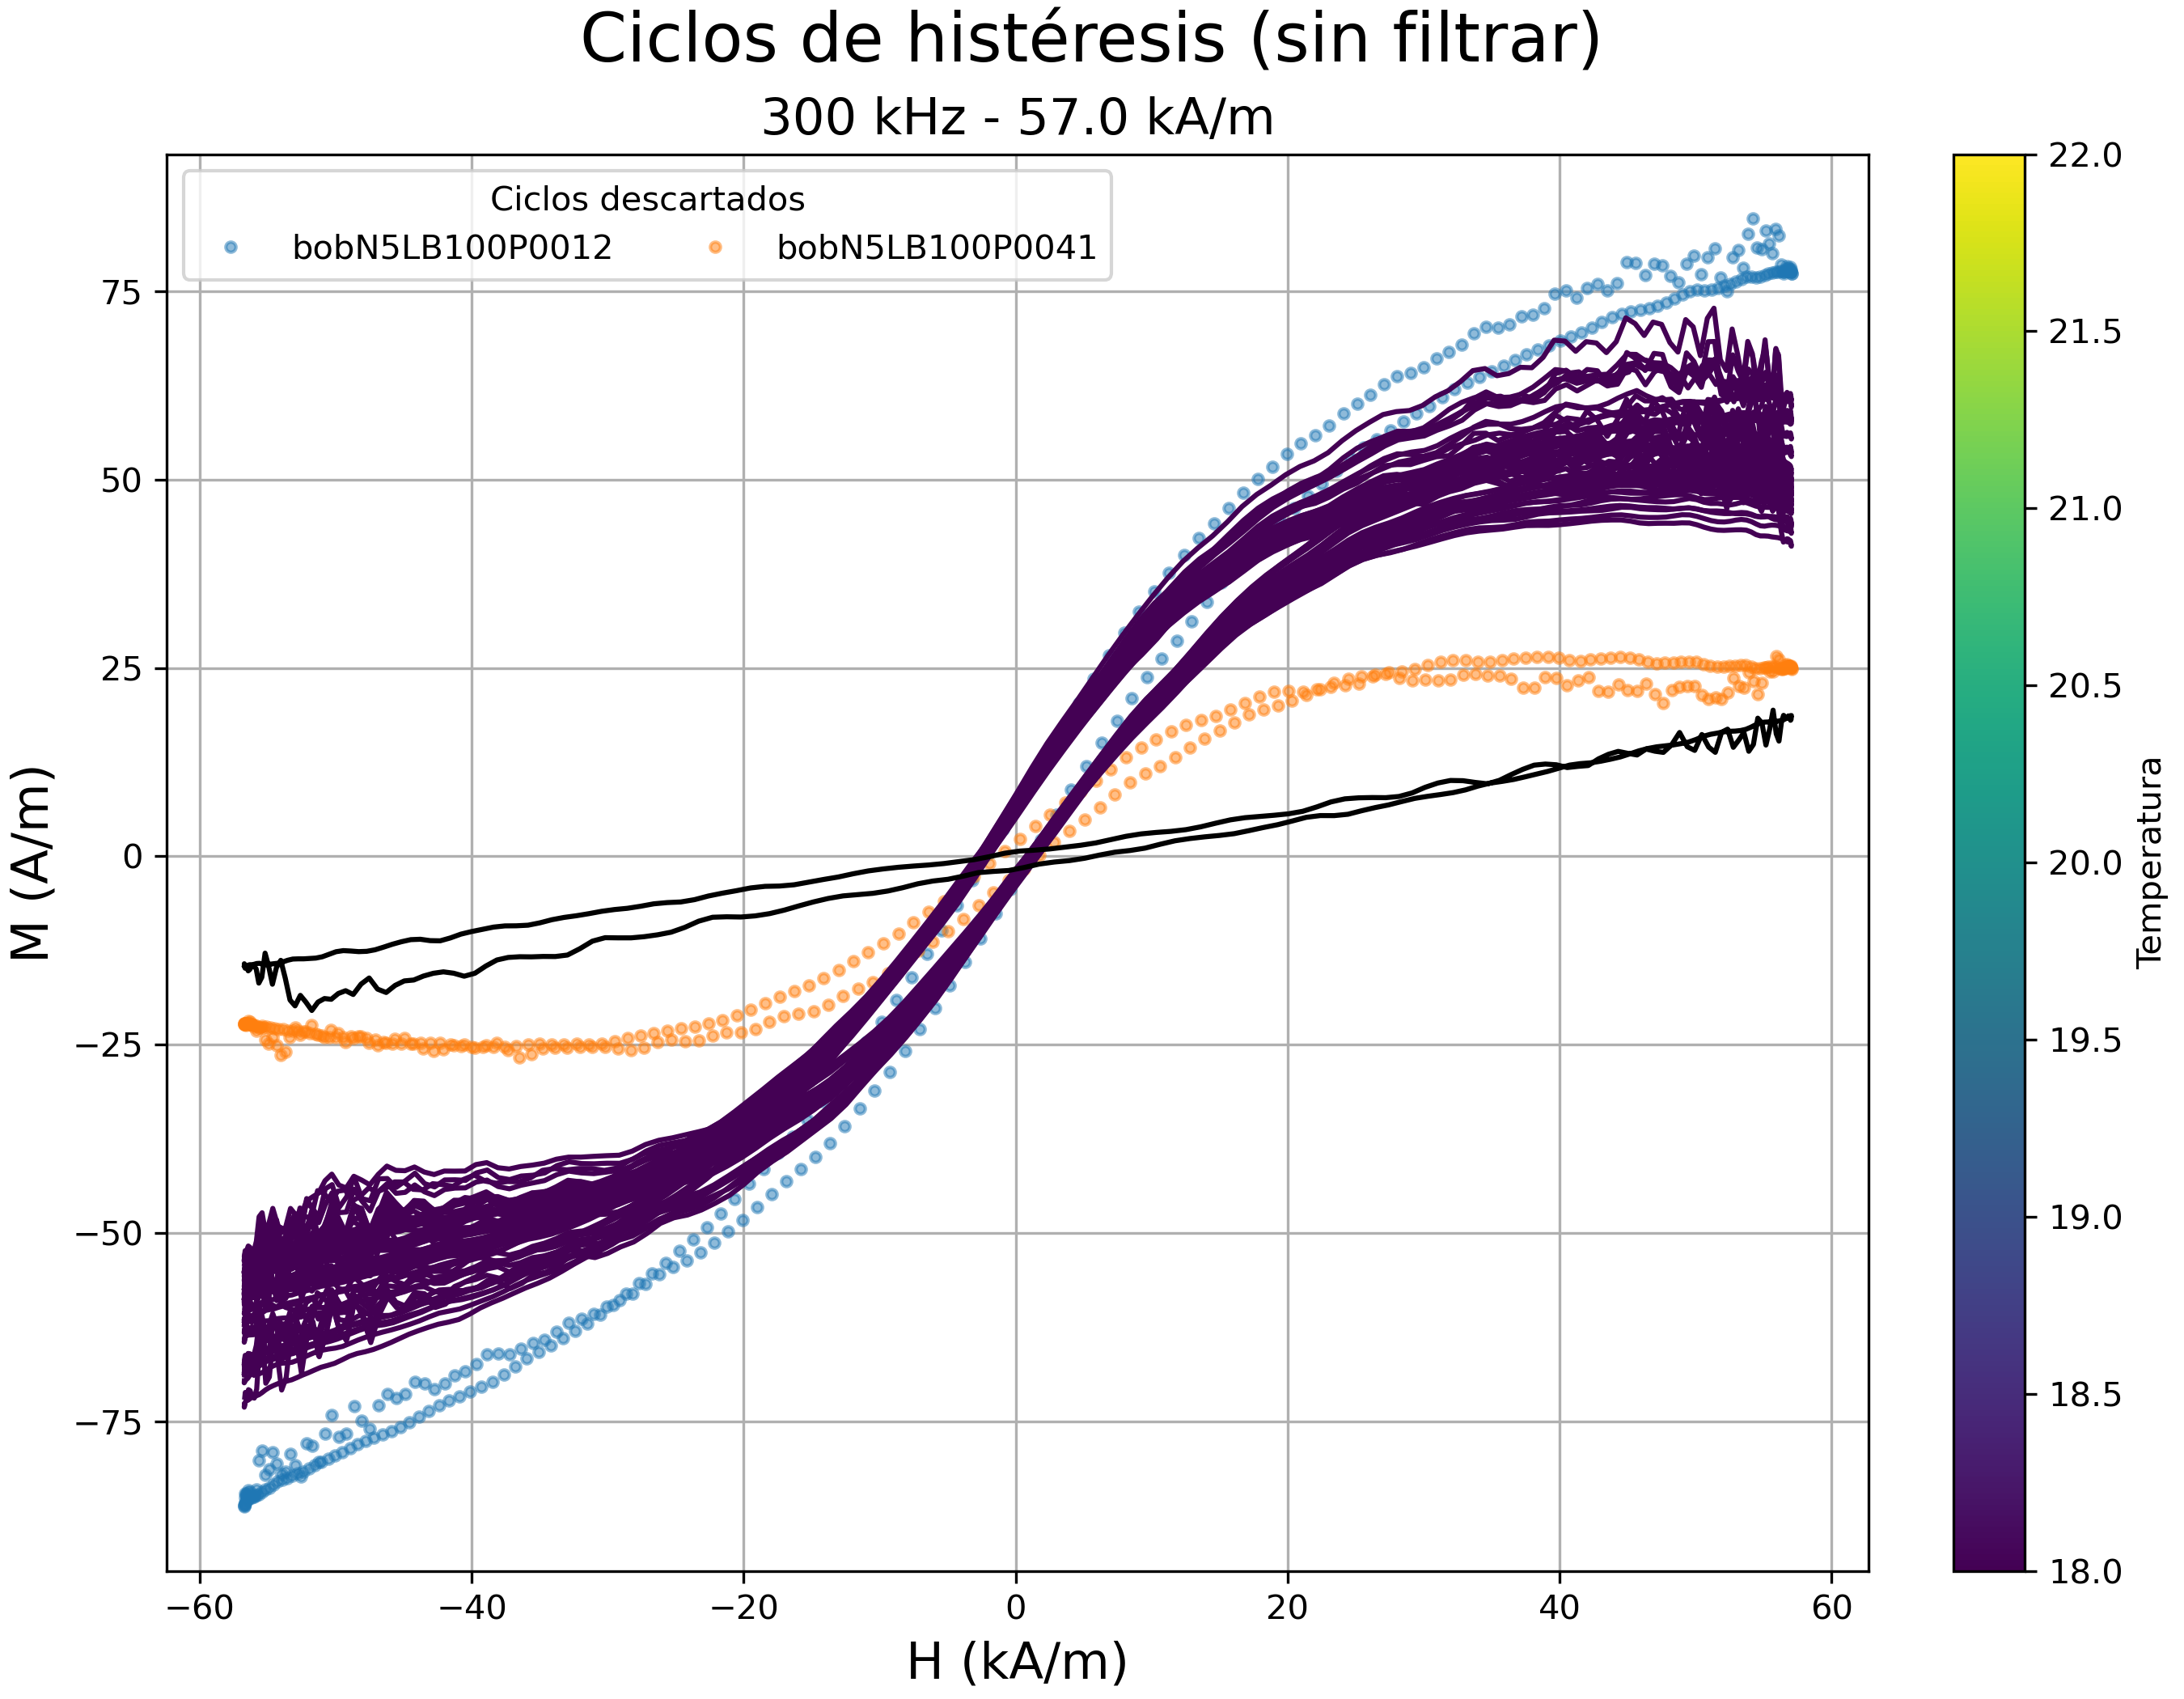 Ciclos de histéresis (sin filtrar)
300 kHz - 57.0 kA/m
Ciclos descartados
bobN5LB100P0012 bobN5LB100P0041
75
50
25
0
−25
−50
−75
M (A/m)
−60 −40 −20 0 20 40 60
H (kA/m)
22.0
21.5
21.0
20.5
20.0
19.5
19.0
18.5
18.0
Temperatura